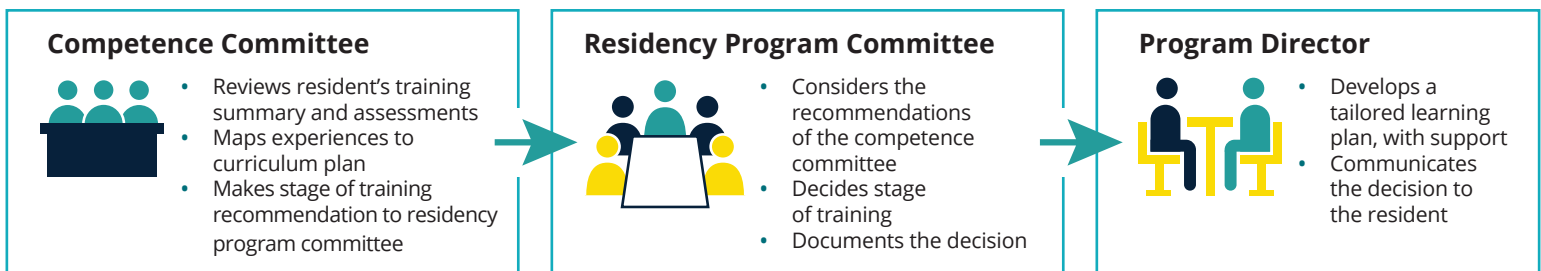 Competence Committee
• Reviews resident’s training
summary and assessments
• Maps experiences to
curriculum plan
• Makes stage of training
recommendation to residency
program committee
Residency Program Committee
• Considers the
recommendations
of the competence
committee
• Decides stage
of training
• Documents the decision
Program Director
• Develops a
tailored learning
plan, with support
• Communicates
the decision to
the resident